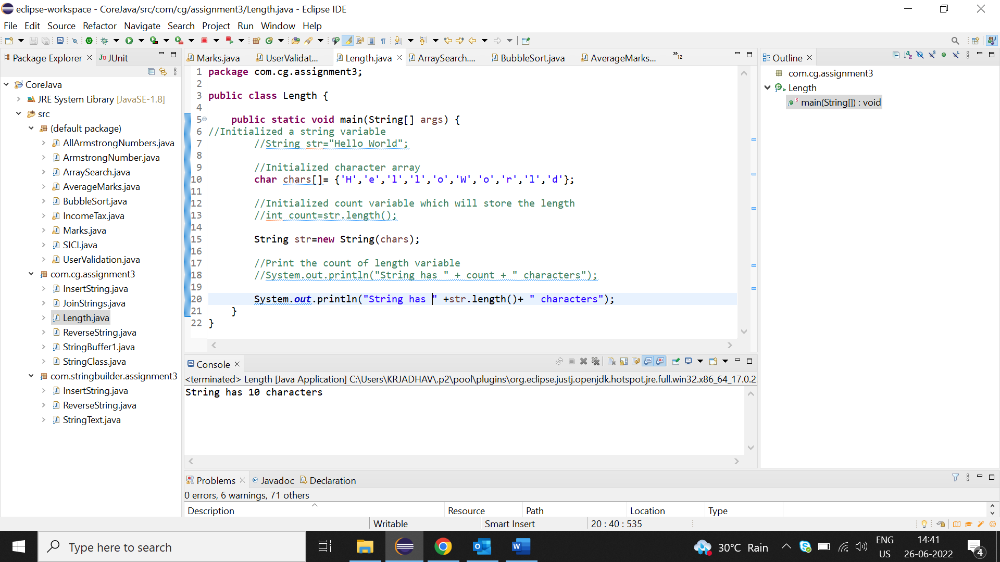 eclipse-workspace - CoreJava/src/com/cg/assignment3/Length.java - Eclipse IDE
File Edit Source Refactor Navigate Search Project Run Window Help
Package Explorer JUnit
CoreJava
JRE System Library [JavaSE-1.8]
src
(default package)
AllArmstrongNumbers.java
ArmstrongNumber.java
ArraySearch.java
AverageMarks.java
BubbleSort.java
IncomeTax.java
Marks.java
SICI.java
UserValidation.java
com.cg.assignment3
InsertString.java
JoinStrings.java
Length.java
ReverseString.java
StringBuffer1.java
StringClass.java
com.stringbuilder.assignment3
InsertString.java
ReverseString.java
StringText.java
Marks.java UserValidat... Length.java ArraySearch.... BubbleSort.java AverageMarks... »12
1 package com.cg.assignment3;
2
3 public class Length {
4
5 public static void main(String[] args) {
6 //Initialized a string variable
7 //String str="Hello World";
8
9 //Initialized character array
10 char chars[]= {'H','e','l','l','o','W','o','r','l','d'};
11
12 //Initialized count variable which will store the length
13 //int count=str.length();
14
15 String str=new String(chars);
16
17 //Print the count of length variable
18 //System.out.println("String has " + count + " characters");
19
20 System.out.println("String has " +str.length()+ " characters");
21 }
22 }
Console
<terminated> Length [Java Application] C:\Users\KRJADHAV\.p2\pool\plugins\org.eclipse.justj.openjdk.hotspot.jre.full.win32.x86_64_17.0.2.
String has 10 characters
Problems @ Javadoc Declaration
0 errors, 6 warnings, 71 others
Description Resource Path Location Type
Writable Smart Insert 20 : 40 : 535
Outline
com.cg.assignment3
Length
main(String[]) : void
Type here to search
30°C Rain
ENG
US
14:41
26-06-2022
4